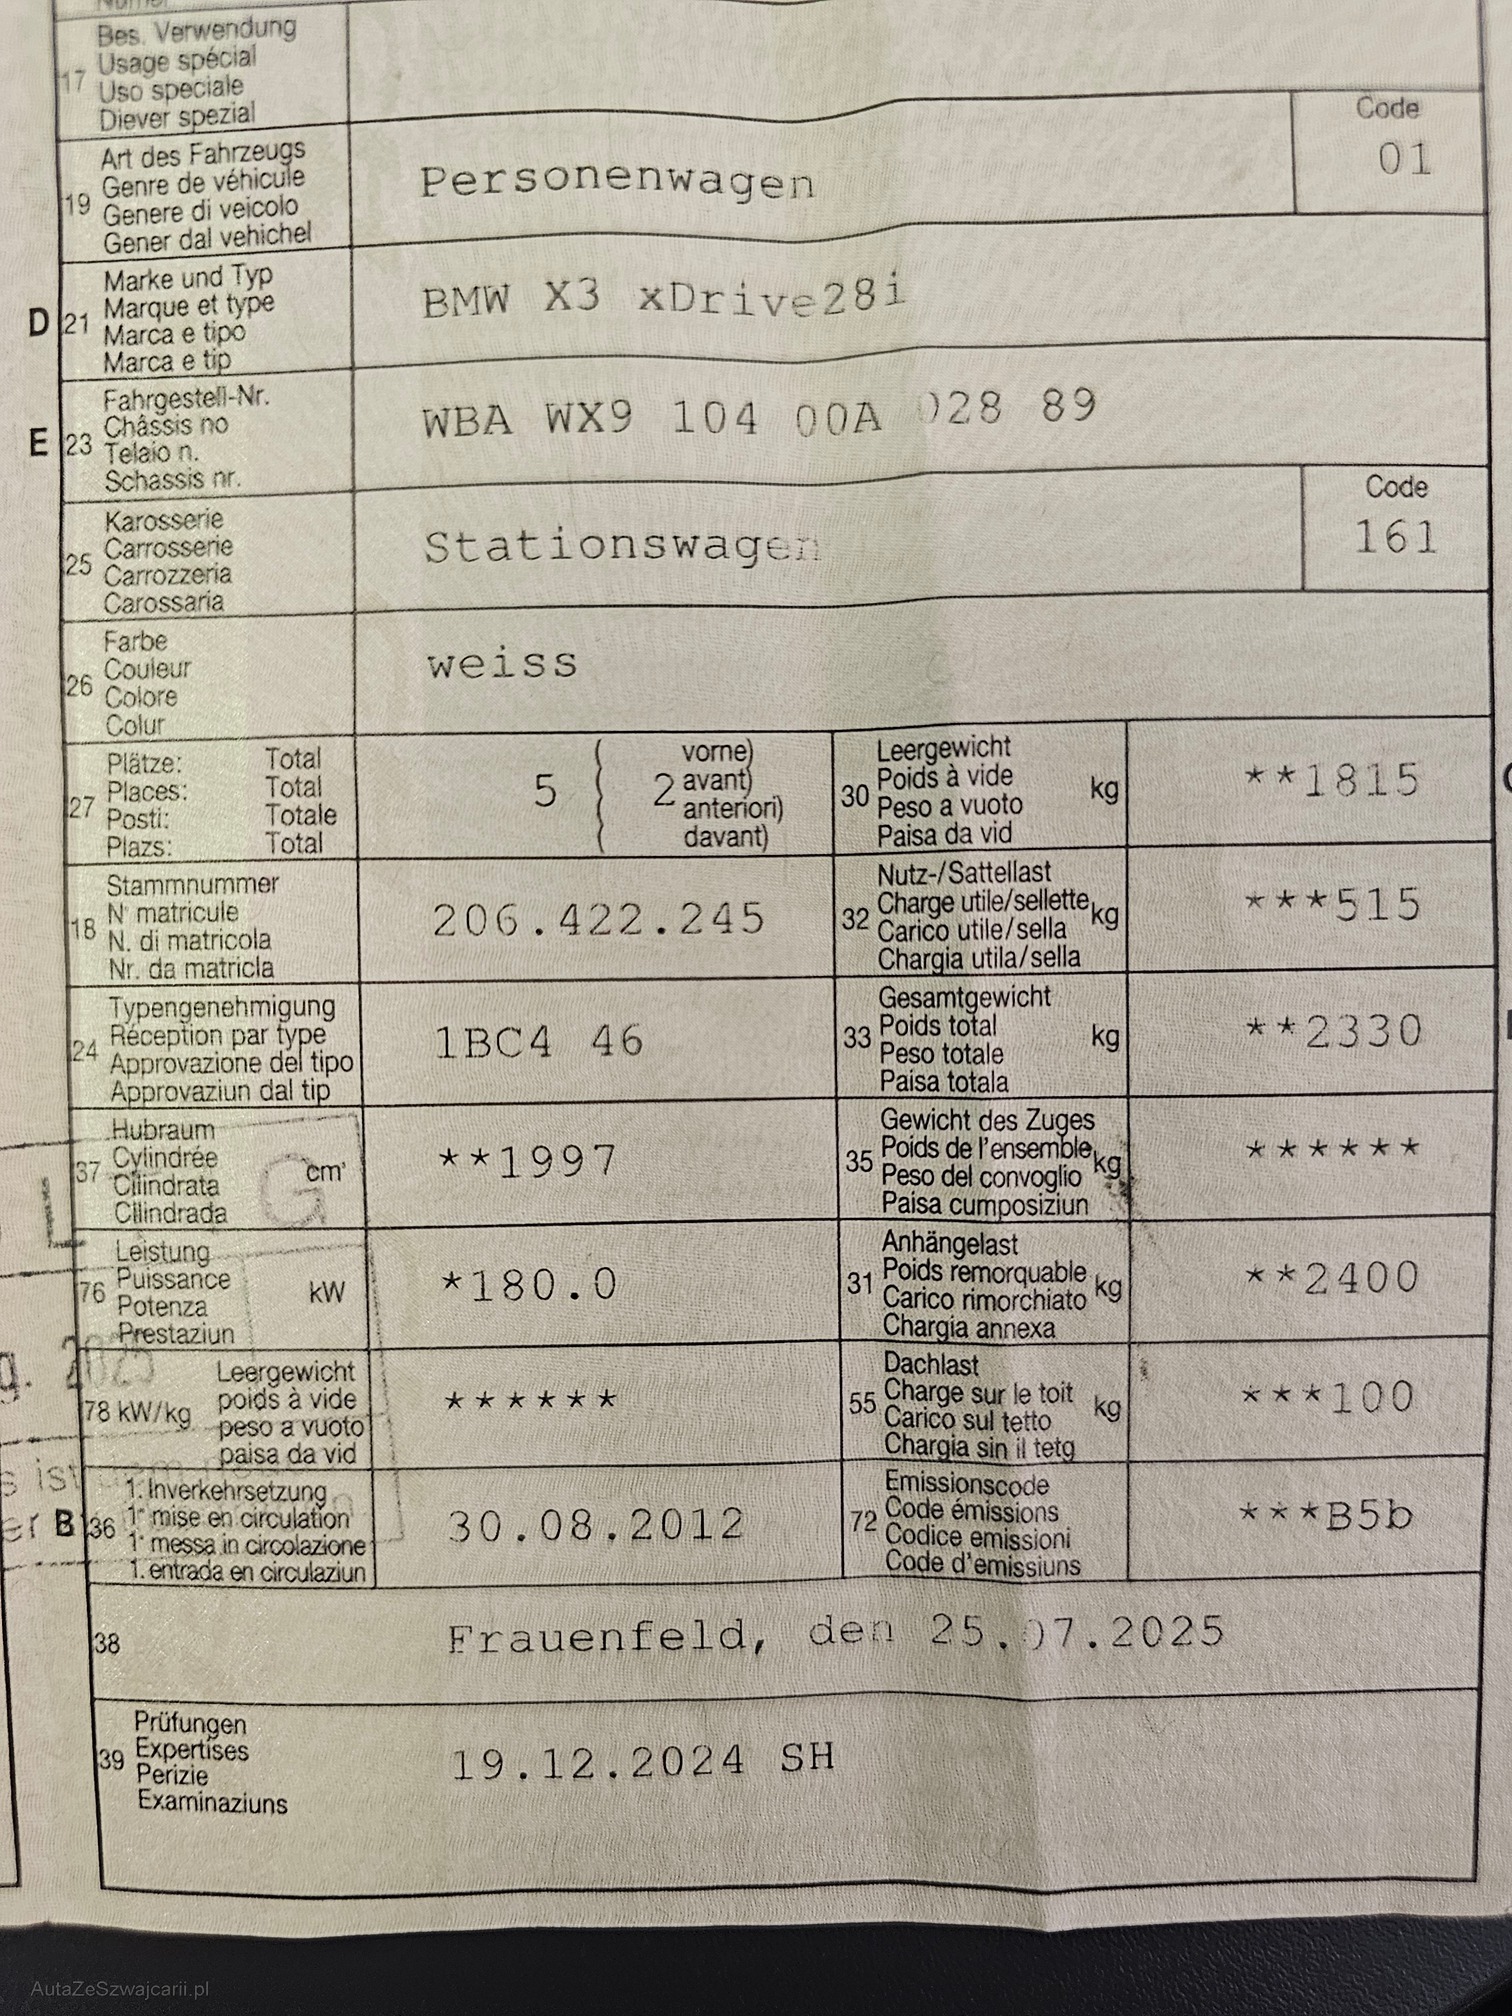 Bes. Verwendung
17 Usage spécial
Uso speciale
Diever spezial
Art des Fahrzeugs
19 Genre de véhicule
Genere di veicolo
Gener dal vehichel
Personenwagen
Code
01
Marke und Typ
D 21 Marque et type
Marca e tipo
Marca e tip
BMW X3 xDrive28i
Fahrgestell-Nr.
E 23 Châssis no
Telaio n.
Schassis nr.
WBA WX9 104 00A 028 89
Karosserie
25 Carrosserie
Carrozzeria
Carossaria
Stationswagen
Code
161
Farbe
26 Couleur
Colore
Colur
weiss
Plätze: Total
27 Places: Total
Posti: Totale
Plazs: Total
5
2
vorne)
avant)
anteriori)
davant)
Leergewicht
30 Poids à vide kg
Peso a vuoto
Paisa da vid
**1815
Stammnummer
18 N° matricule
N. di matricola
Nr. da matricla
206.422.245
Nutz-/Sattellast
32 Charge utile/sellette kg
Carico utile/sella
Chargia utila/sella
***515
Typengenehmigung
24 Réception par type
Approvazione del tipo
Approvaziun dal tip
1BC4 46
Gesamtgewicht
33 Poids total kg
Peso totale
Paisa totala
**2330
Hubraum
37 Cylindrée cm³
Cilindrata
Cilindrada
**1997
Gewicht des Zuges
35 Poids de l'ensemble kg
Peso del convoglio
Paisa cumposiziun
******
Leistung
76 Puissance kW
Potenza
Prestaziun
*180.0
Anhängelast
31 Poids remorquable kg
Carico rimorchiato
Chargia annexa
**2400
Leergewicht
78 kW/kg poids à vide
peso a vuoto
paisa da vid
******
Dachlast
55 Charge sur le toit kg
Carico sul tetto
Chargia sin il tetg
***100
1. Inverkehrsetzung
B 36 1re mise en circulation
1a messa in circolazione
1. entrada en circulaziun
30.08.2012
Emissionscode
72 Code émissions
Codice emissioni
Code d'emissiuns
***B5b
38 Frauenfeld, den 25.07.2025
Prüfungen
39 Expertises
Perizie
Examinaziuns
19.12.2024 SH
AutaZeSzwajcarii.pl